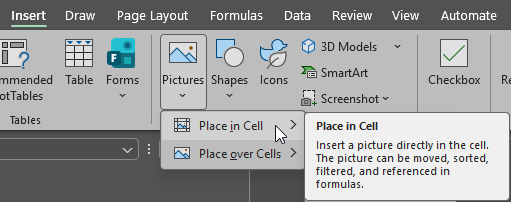 Insert Draw Page Layout Formulas Data Review View Automate
Pictures
Shapes
Icons
3D Models
SmartArt
Screenshot
Checkbox
Table
Forms
Tables
Place in Cell
Place over Cells
Place in Cell
Insert a picture directly in the cell.
The picture can be moved, sorted,
filtered, and referenced in
formulas.